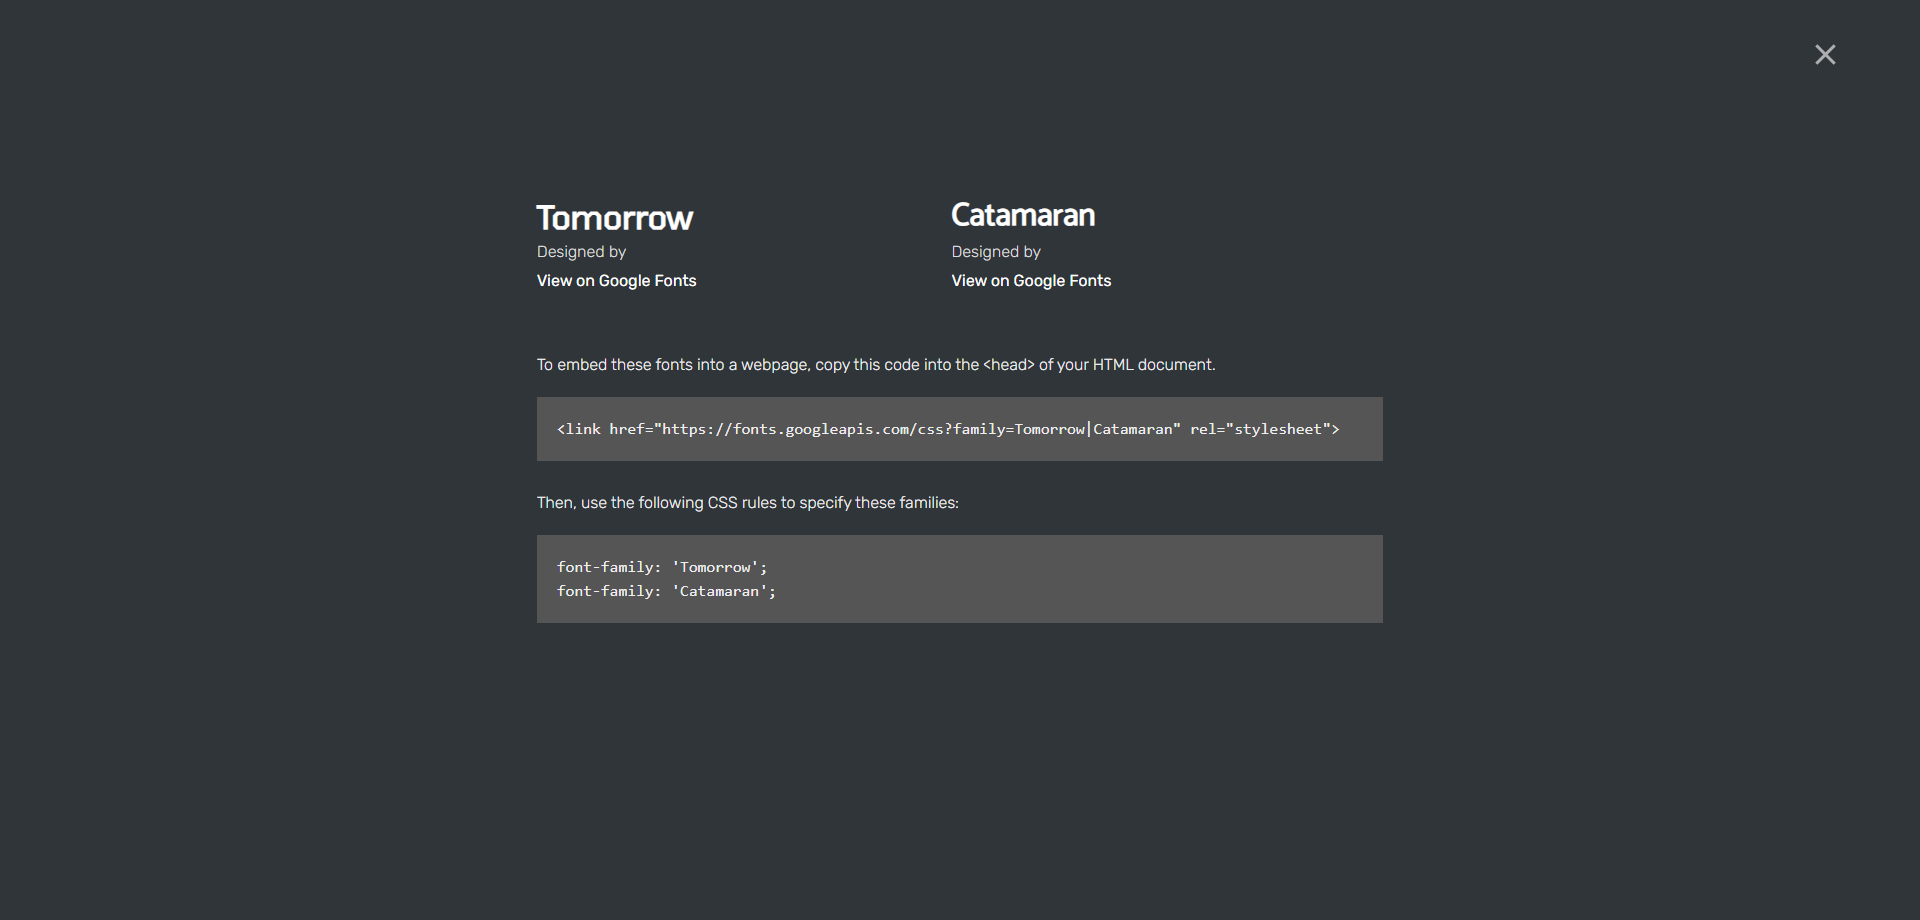 Tomorrow
Designed by
View on Google Fonts
Catamaran
Designed by
View on Google Fonts
To embed these fonts into a webpage, copy this code into the <head> of your HTML document.
<link href="https://fonts.googleapis.com/css?family=Tomorrow|Catamaran" rel="stylesheet">
Then, use the following CSS rules to specify these families:
font-family: 'Tomorrow';
font-family: 'Catamaran';